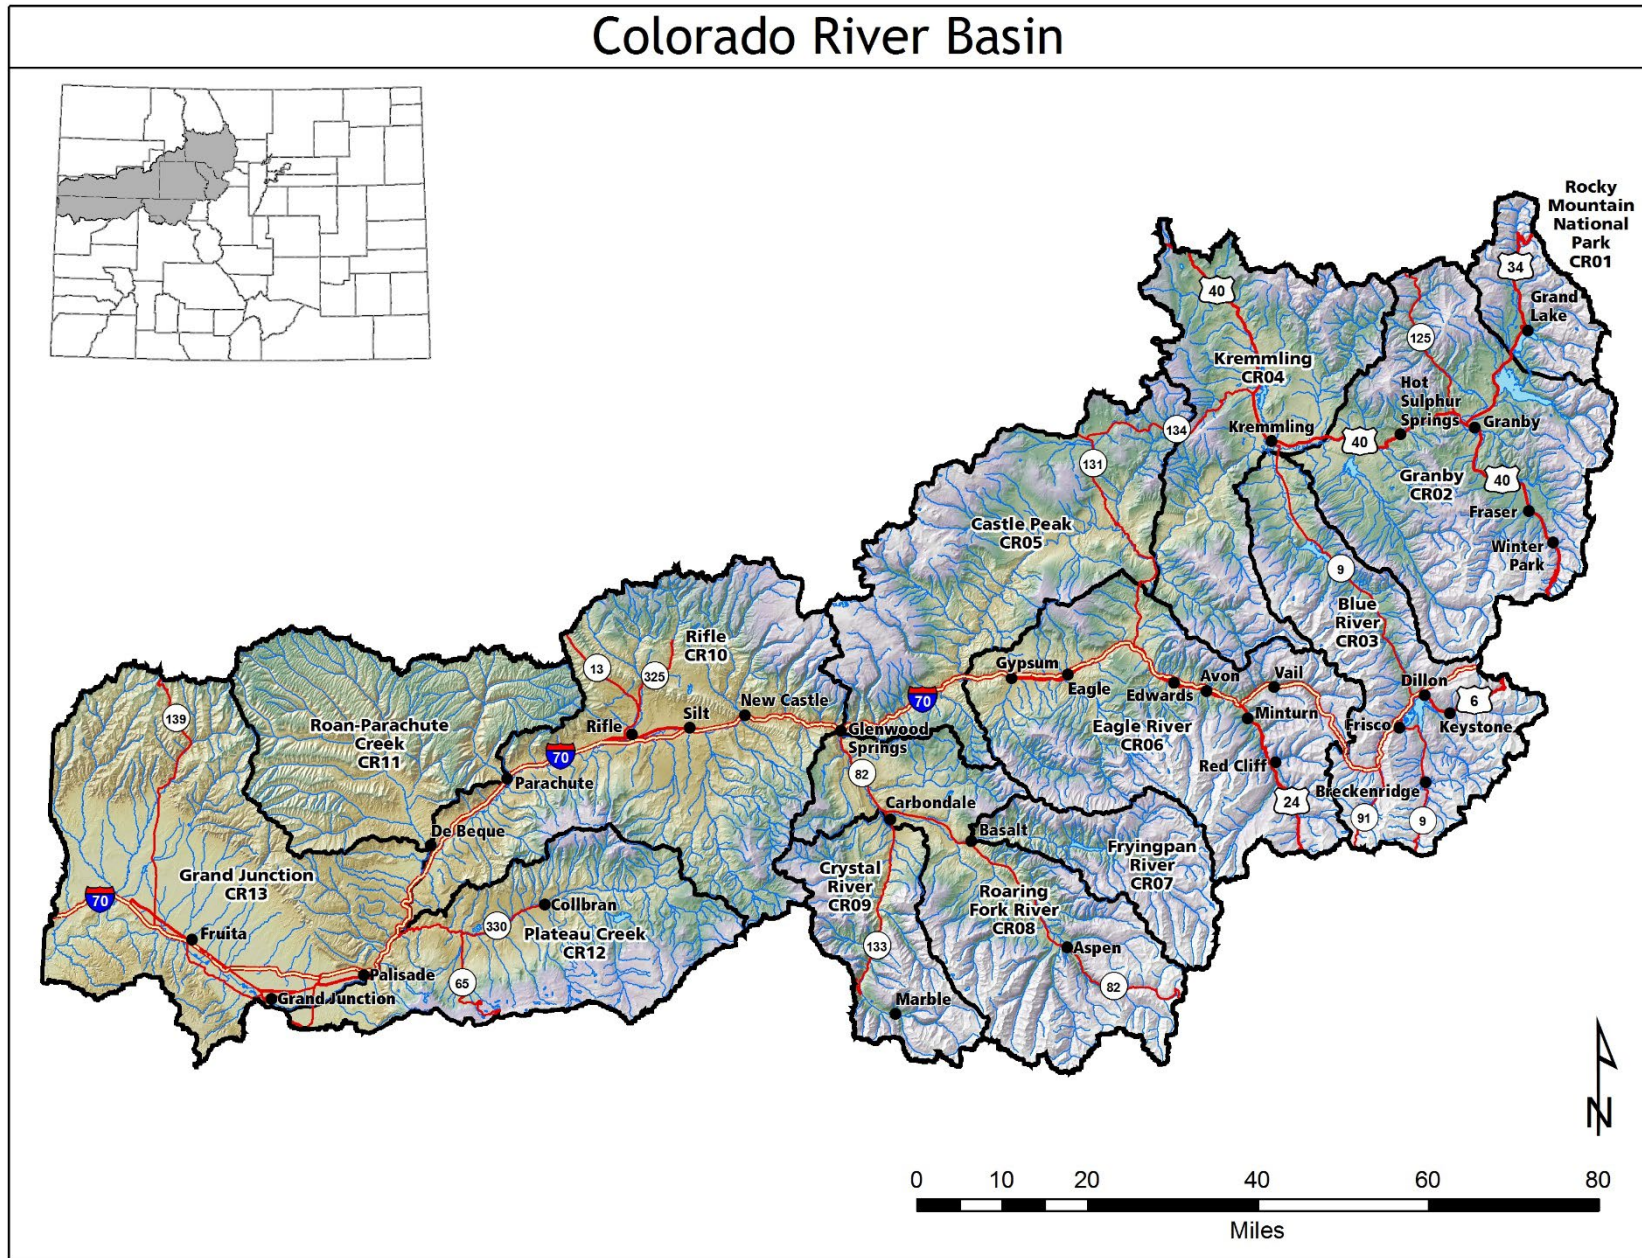 Colorado River Basin
Rocky
Mountain
National
Park
CR01
34
40
Grand
Lake
125
Kremmling
CR04
Hot
Sulphur
Springs
134
Kremmling
40
Granby
131
Granby
CR02
40
Castle Peak
CR05
Fraser
Winter
Park
9
Blue
River
CR03
Rifle
CR10
13
325
Gypsum
Eagle
Edwards
Avon
Vail
Dillon
6
Keystone
70
New Castle
139
Roan-Parachute
Creek
CR11
Rifle
Silt
Glenwood
Springs
Eagle River
CR06
Minturn
Frisco
70
Parachute
82
Red Cliff
Breckenridge
24
91
9
Carbondale
De Beque
Basalt
Fryingpan
River
CR07
Grand Junction
CR13
Crystal
River
CR09
Roaring
Fork River
CR08
70
Collbran
330
Plateau Creek
CR12
Fruita
133
Aspen
Palisade
65
82
Grand Junction
Marble
N
0 10 20 40 60 80
Miles